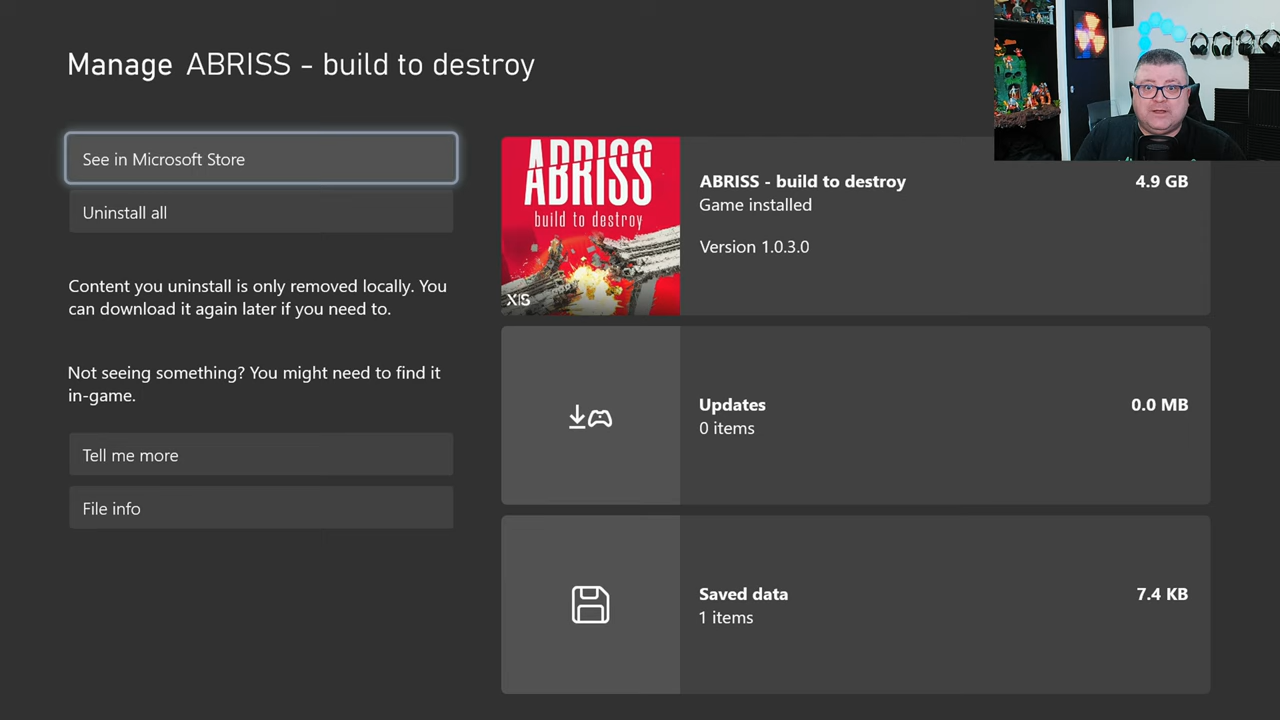 Manage ABRISS - build to destroy
See in Microsoft Store
Uninstall all
Content you uninstall is only removed locally. You
can download it again later if you need to.
Not seeing something? You might need to find it
in-game.
Tell me more
File info
ABRISS
build to destroy
X|S
ABRISS - build to destroy
4.9 GB
Game installed
Version 1.0.3.0
Updates
0.0 MB
0 items
Saved data
7.4 KB
1 items